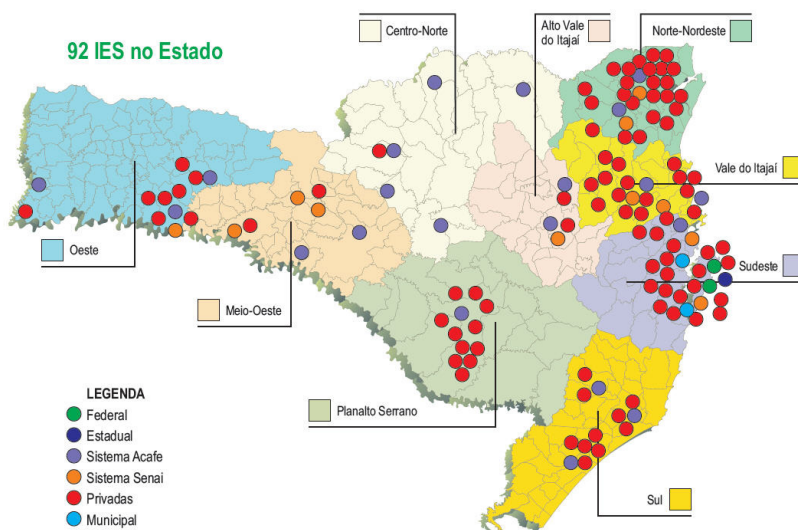 92 IES no Estado
Centro-Norte
Alto Vale
do Itajaí
Norte-Nordeste
Vale do Itajaí
Oeste
Sudeste
Meio-Oeste
Planalto Serrano
Sul
LEGENDA
Federal
Estadual
Sistema Acafe
Sistema Senai
Privadas
Municipal